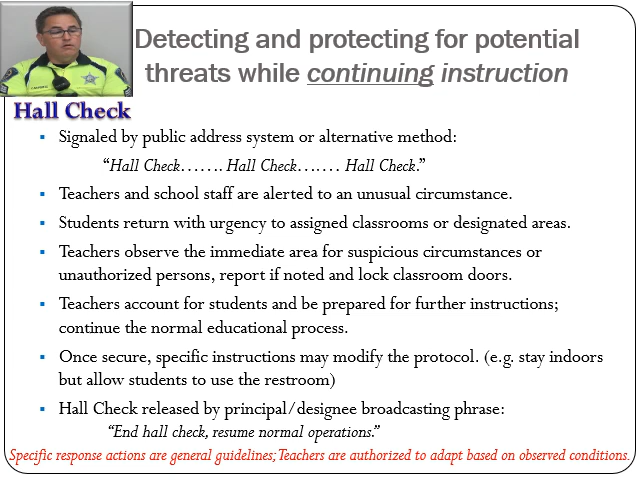 Detecting and protecting for potential
threats while continuing instruction
Hall Check
Signaled by public address system or alternative method:
“Hall Check……. Hall Check….… Hall Check.”
Teachers and school staff are alerted to an unusual circumstance.
Students return with urgency to assigned classrooms or designated areas.
Teachers observe the immediate area for suspicious circumstances or
unauthorized persons, report if noted and lock classroom doors.
Teachers account for students and be prepared for further instructions;
continue the normal educational process.
Once secure, specific instructions may modify the protocol. (e.g. stay indoors
but allow students to use the restroom)
Hall Check released by principal/designee broadcasting phrase:
“End hall check, resume normal operations.”
Specific response actions are general guidelines; Teachers are authorized to adapt based on observed conditions.